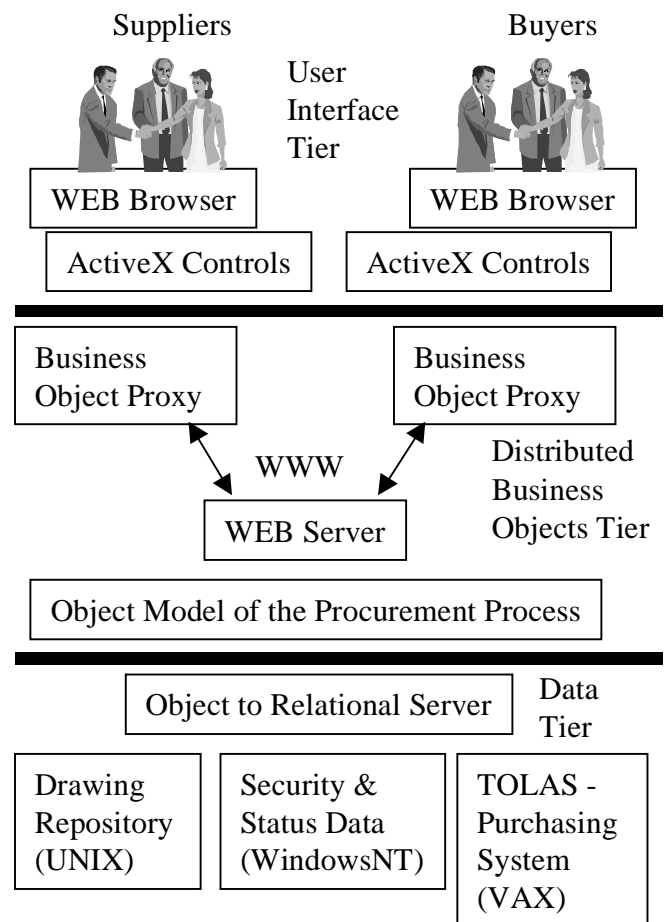 Suppliers
Buyers
User
Interface
Tier
WEB Browser
WEB Browser
ActiveX Controls
ActiveX Controls
Business
Object Proxy
Business
Object Proxy
WWW
Distributed
Business
Objects Tier
WEB Server
Object Model of the Procurement Process
Object to Relational Server
Data
Tier
Drawing
Repository
(UNIX)
Security &
Status Data
(WindowsNT)
TOLAS -
Purchasing
System
(VAX)